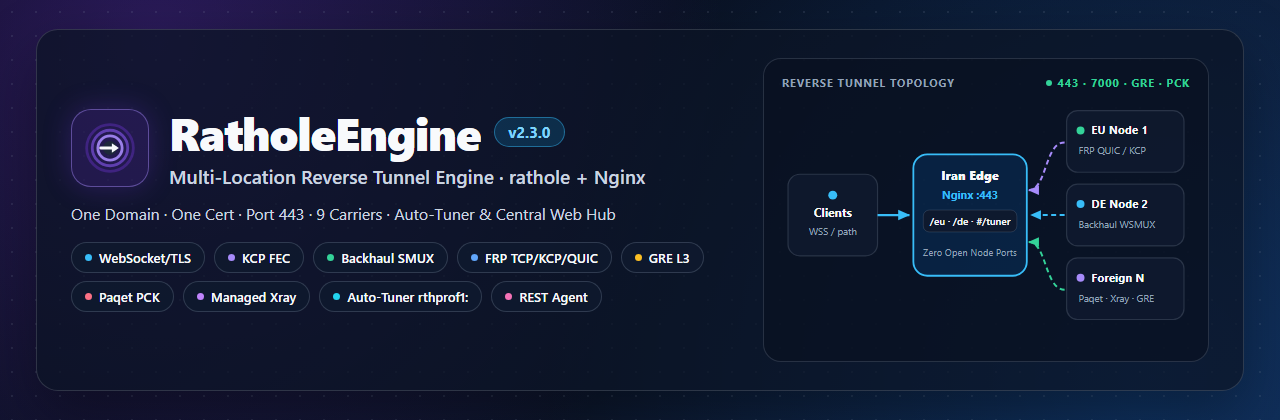 RatholeEngine v2.3.0
Multi-Location Reverse Tunnel Engine · rathole + Nginx
One Domain · One Cert · Port 443 · 9 Carriers · Auto-Tuner & Central Web Hub
WebSocket/TLS
KCP FEC
Backhaul SMUX
FRP TCP/KCP/QUIC
GRE L3
Paqet PCK
Managed Xray
Auto-Tuner rthprof1:
REST Agent
REVERSE TUNNEL TOPOLOGY
443 · 7000 · GRE · PCK
Clients
WSS / path
Iran Edge
Nginx :443
/eu · /de · #/tuner
Zero Open Node Ports
EU Node 1
FRP QUIC / KCP
DE Node 2
Backhaul WSMUX
Foreign N
Paqet · Xray · GRE